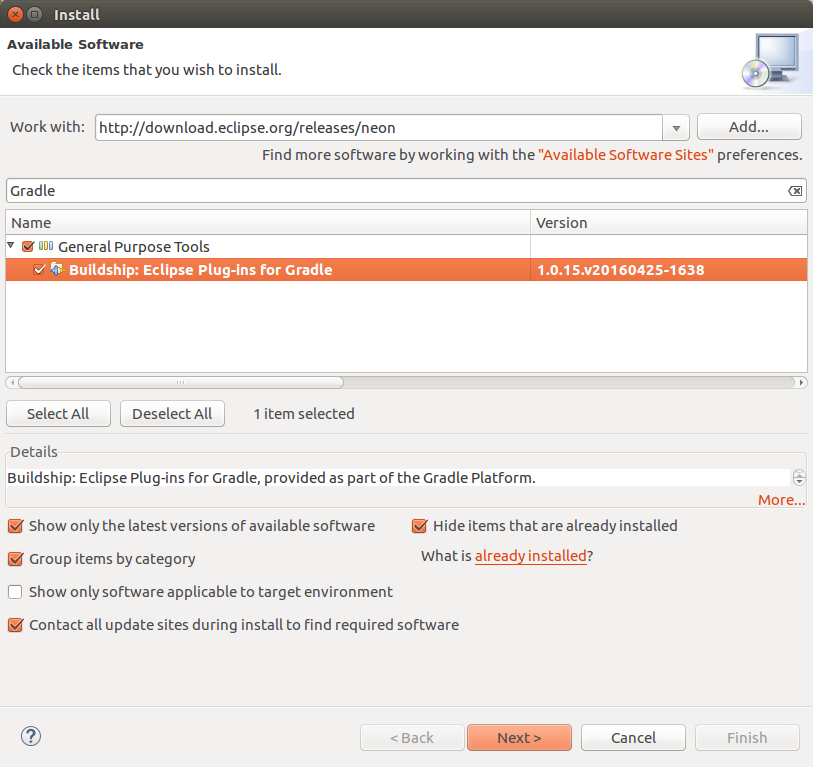 Install
Available Software
Check the items that you wish to install.
Work with: http://download.eclipse.org/releases/neon Add...
Find more software by working with the "Available Software Sites" preferences.
Gradle
Name Version
General Purpose Tools
Buildship: Eclipse Plug-ins for Gradle 1.0.15.v20160425-1638
Select All Deselect All 1 item selected
Details
Buildship: Eclipse Plug-ins for Gradle, provided as part of the Gradle Platform.
More...
Show only the latest versions of available software Hide items that are already installed
Group items by category What is already installed?
Show only software applicable to target environment
Contact all update sites during install to find required software
? < Back Next > Cancel Finish